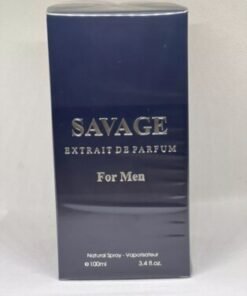 SAVAGE
EXTRAIT DE PARFUM
For Men
Natural Spray - Vaporisateur
℮100ml 3.4 fl.oz.